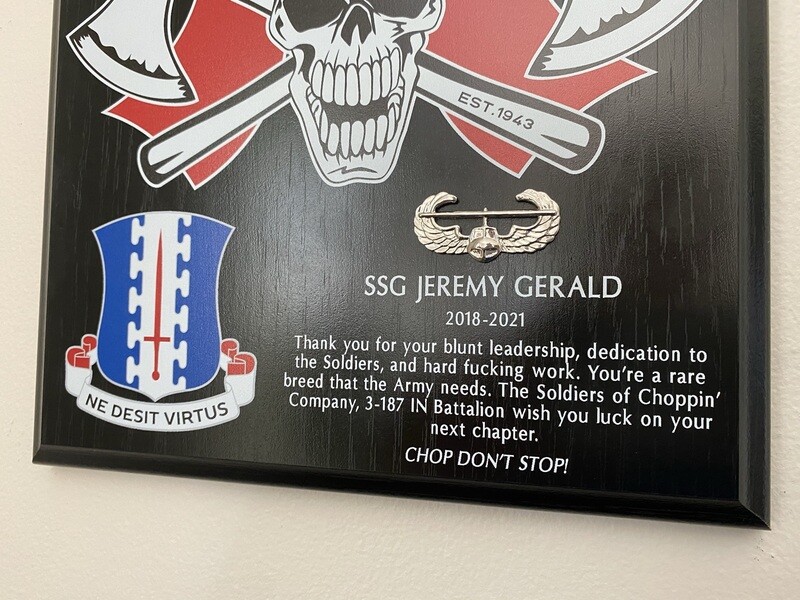 EST.1943
SSG JEREMY GERALD
2018-2021
Thank you for your blunt leadership, dedication to
the Soldiers, and hard fucking work. You're a rare
breed that the Army needs. The Soldiers of Choppin'
Company, 3-187 IN Battalion wish you luck on your
next chapter.
CHOP DON'T STOP!
NE DESIT VIRTUS